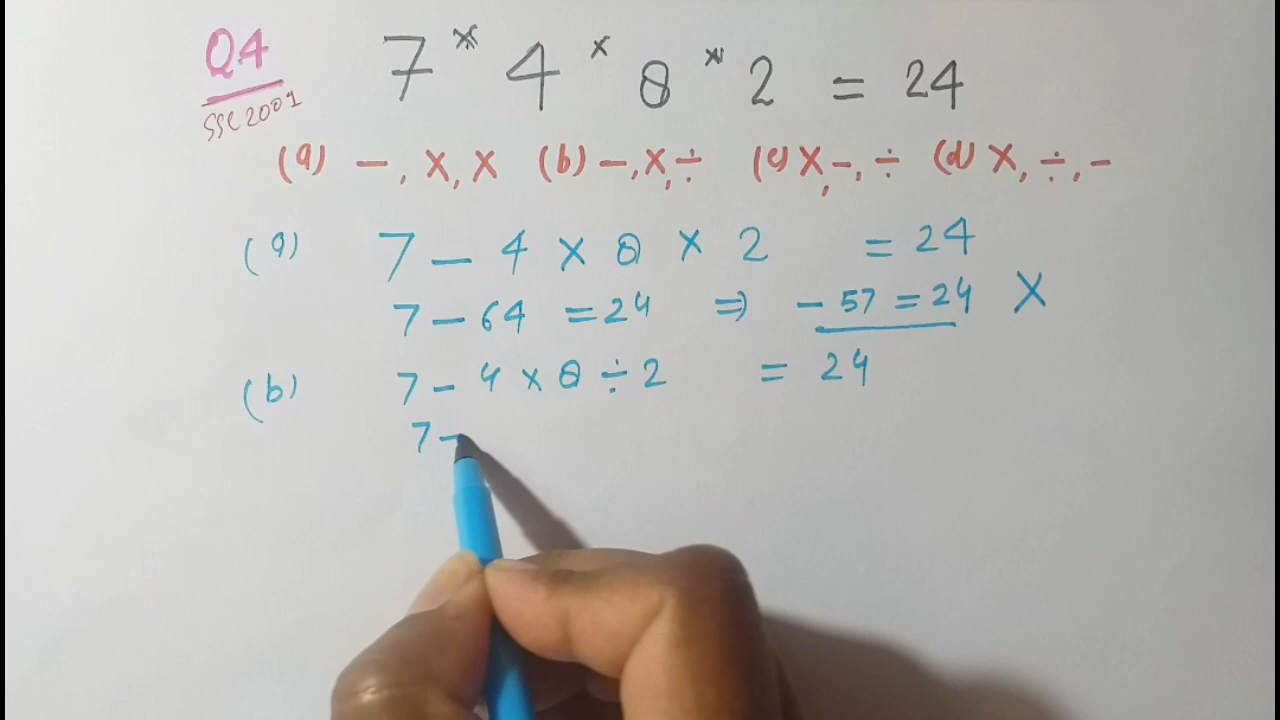 Q4 7 * 4 * 8 * 2 = 24
SSC 2001
(a) −, ×, × (b) −, ×, ÷ (c) ×, −, ÷ (d) ×, ÷, −
(a) 7 − 4 × 8 × 2 = 24
7 − 64 = 24 ⇒ − 57 = 24 ×
(b) 7 − 4 × 8 ÷ 2 = 24
7 −